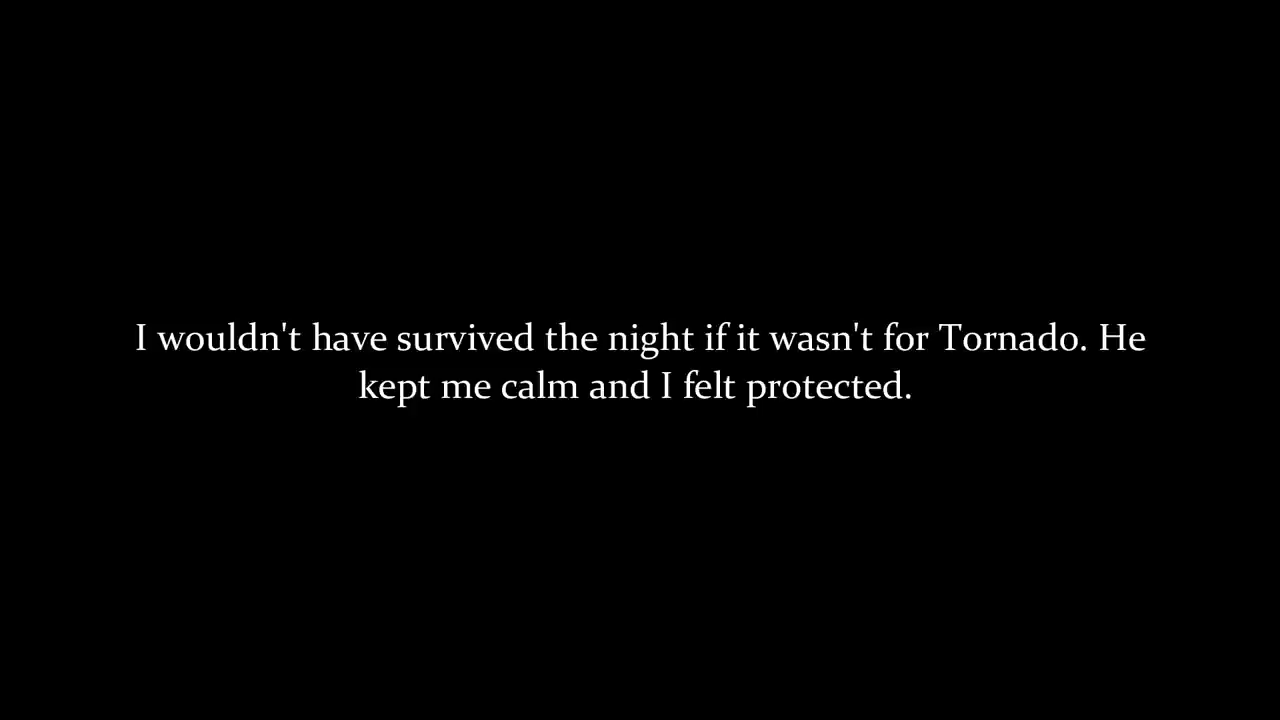 I wouldn't have survived the night if it wasn't for Tornado. He
kept me calm and I felt protected.